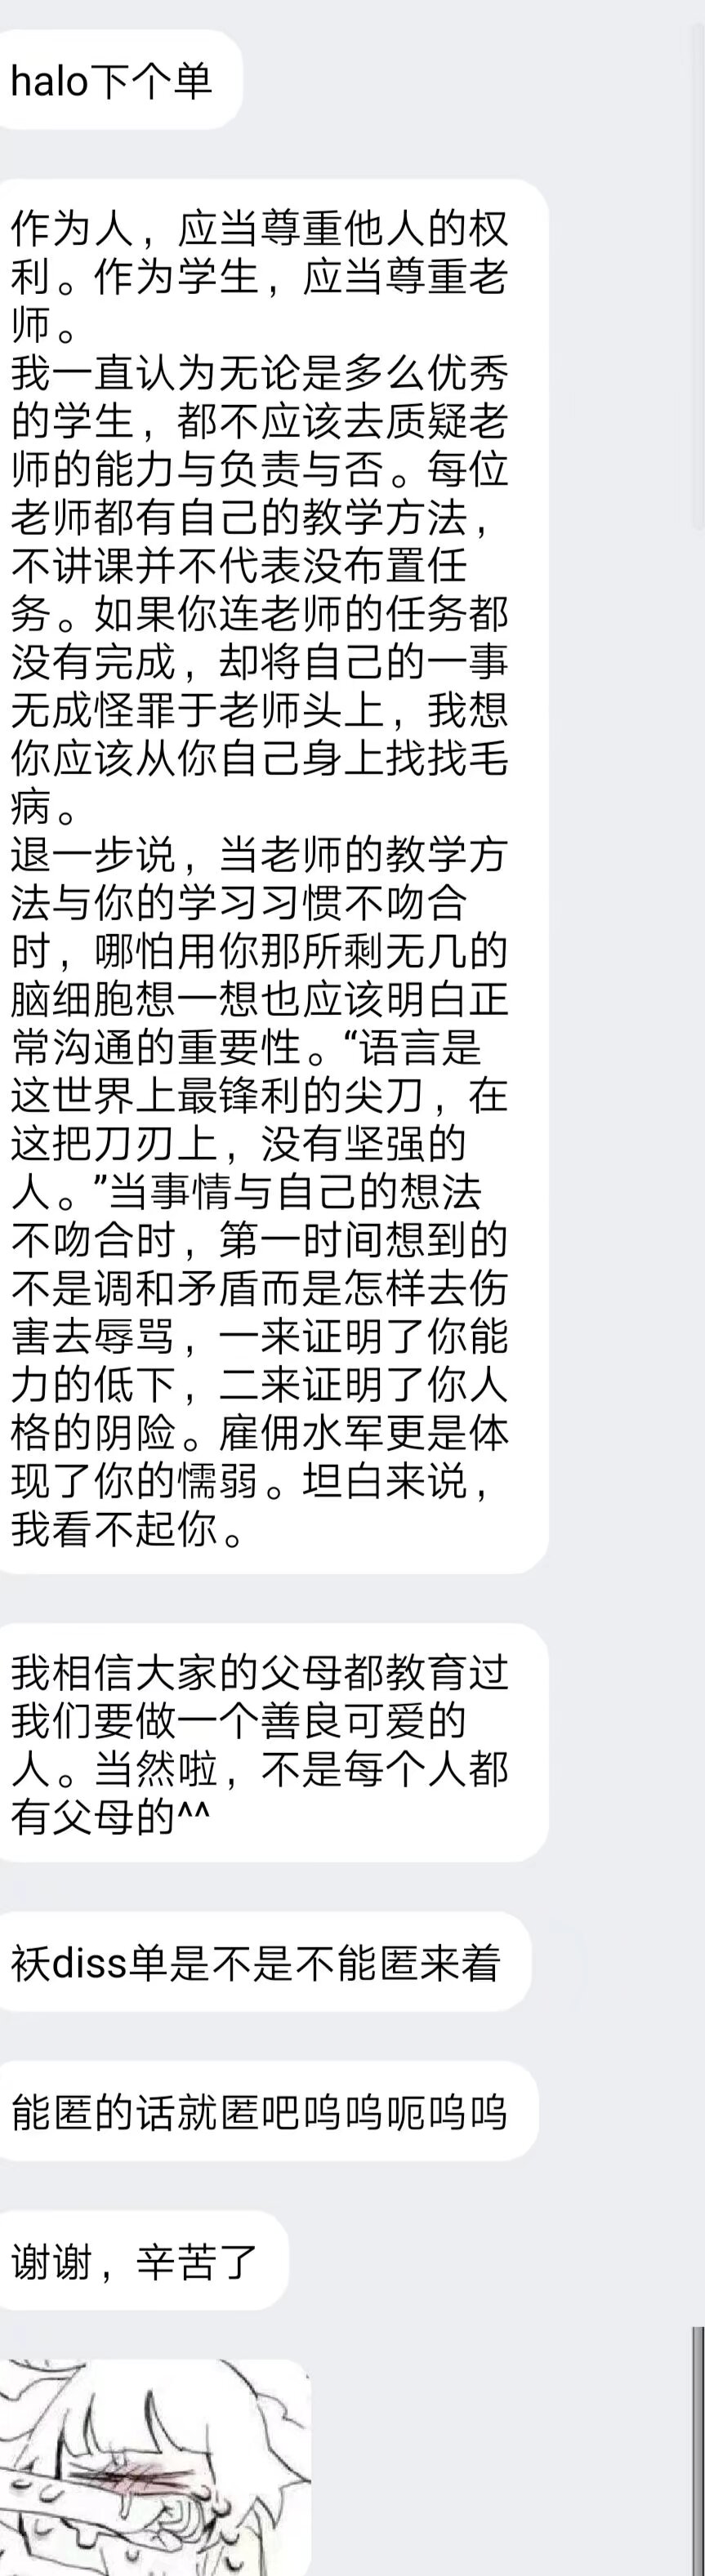 halo下个单
作为人，应当尊重他人的权
利。作为学生，应当尊重老
师。
我一直认为无论是多么优秀
的学生，都不应该去质疑老
师的能力与负责与否。每位
老师都有自己的教学方法，
不讲课并不代表没布置任
务。如果你连老师的任务都
没有完成，却将自己的一事
无成怪罪于老师头上，我想
你应该从你自己身上找找毛
病。
退一步说，当老师的教学方
法与你的学习习惯不吻合
时，哪怕用你那所剩无几的
脑细胞想一想也应该明白正
常沟通的重要性。“语言是
这世界上最锋利的尖刀，在
这把刀刃上，没有坚强的
人。”当事情与自己的想法
不吻合时，第一时间想到的
不是调和矛盾而是怎样去伤
害去辱骂，一来证明了你能
力的低下，二来证明了你人
格的阴险。雇佣水军更是体
现了你的懦弱。坦白来说，
我看不起你。
我相信大家的父母都教育过
我们要做一个善良可爱的
人。当然啦，不是每个人都
有父母的^^
袄diss单是不是不能匿来着
能匿的话就匿吧呜呜呃呜呜
谢谢，辛苦了